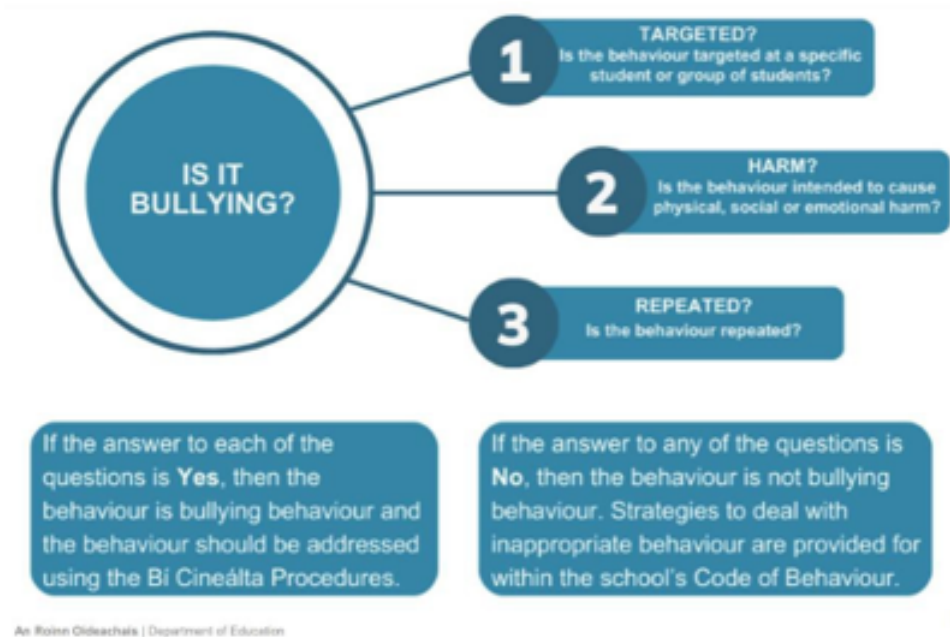 IS IT
BULLYING?
1
TARGETED?
Is the behaviour targeted at a specific
student or group of students?
2
HARM?
Is the behaviour intended to cause
physical, social or emotional harm?
3
REPEATED?
Is the behaviour repeated?
If the answer to each of the
questions is Yes, then the
behaviour is bullying behaviour and
the behaviour should be addressed
using the Bí Cineálta Procedures.
If the answer to any of the questions is
No, then the behaviour is not bullying
behaviour. Strategies to deal with
inappropriate behaviour are provided for
within the school's Code of Behaviour.
An Roinn Oideachais | Department of Education